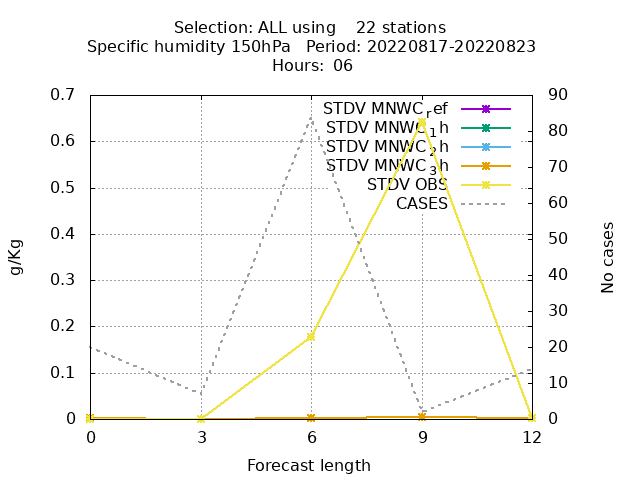 Selection: ALL using    22 stations
Specific humidity 150hPa   Period: 20220817-20220823
Hours:  06
0.7
0.6
0.5
0.4
0.3
0.2
0.1
0
g/Kg
90
80
70
60
50
40
30
20
10
0
No cases
STDV MNWC_ref
STDV MNWC_1h
STDV MNWC_2h
STDV MNWC_3h
STDV OBS
CASES
0 3 6 9 12
Forecast length